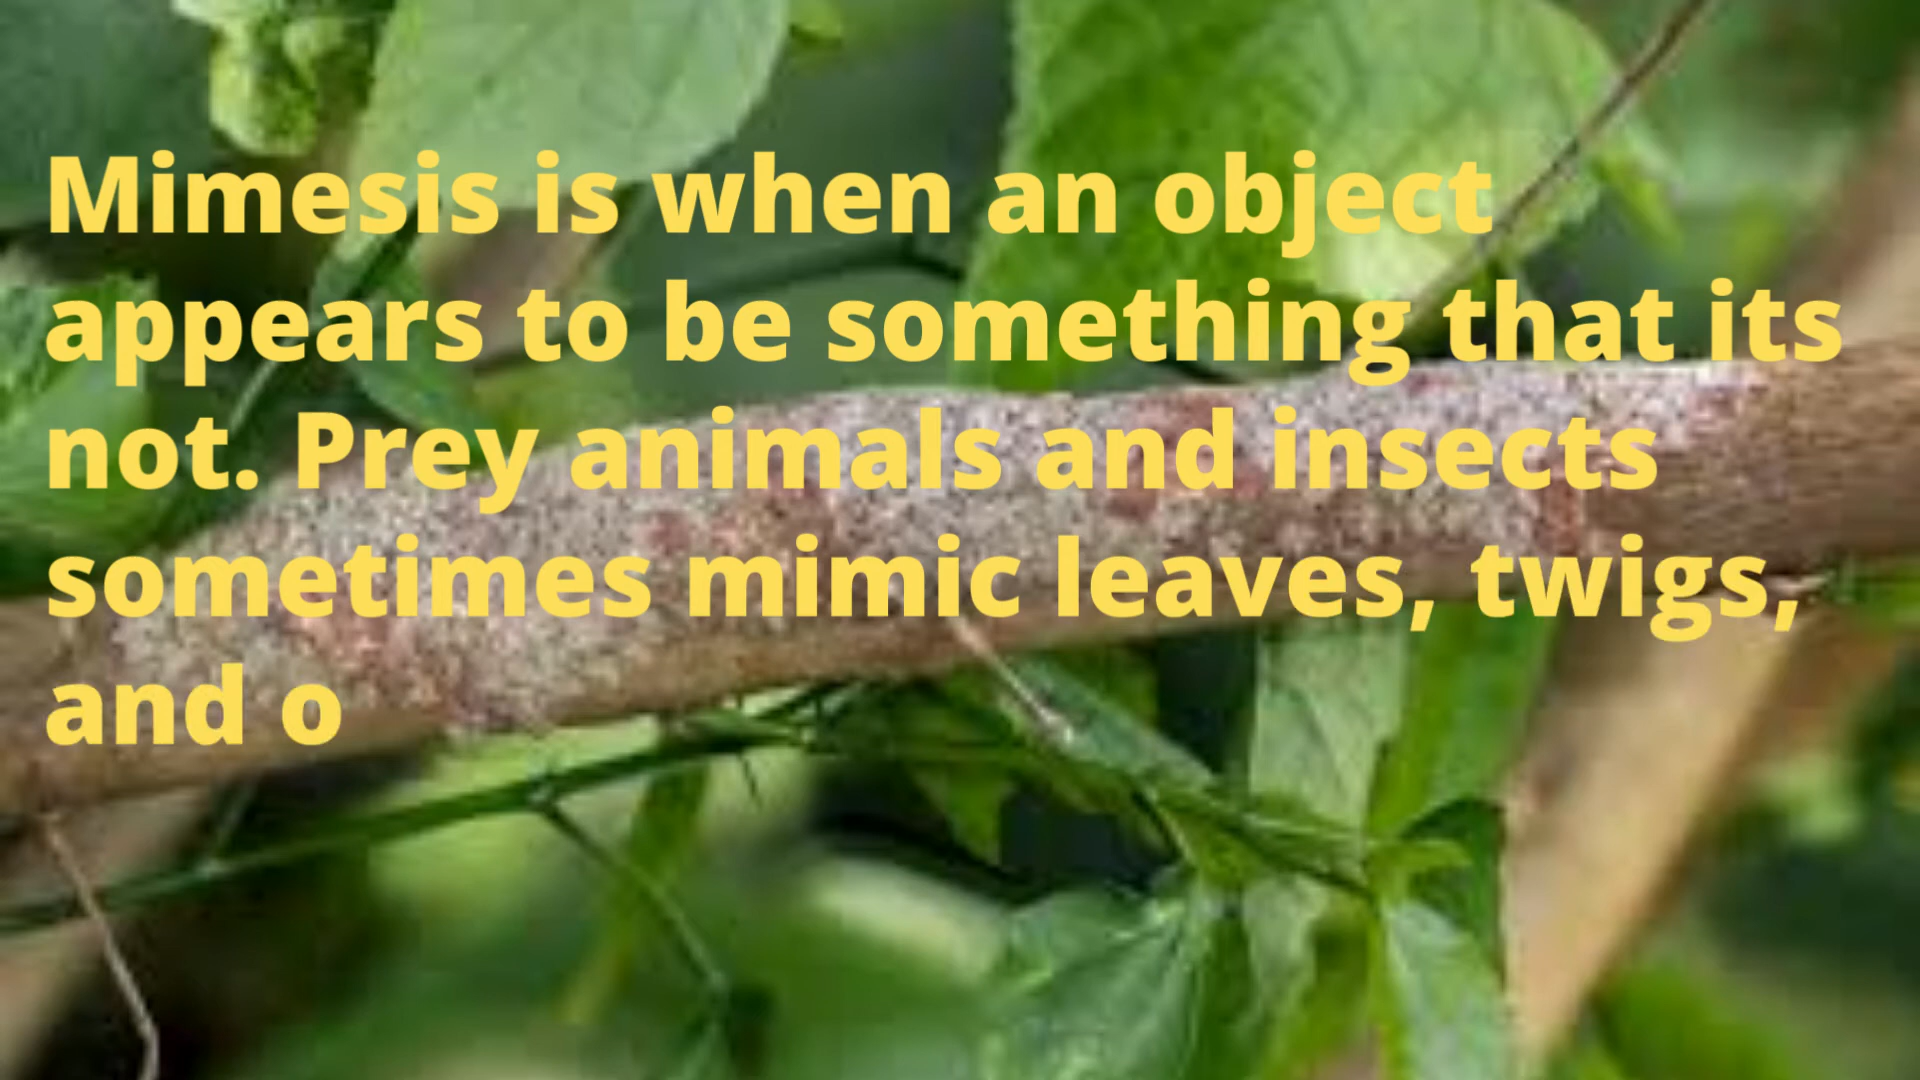 Mimesis is when an object
appears to be something that its
not. Prey animals and insects
sometimes mimic leaves, twigs,
and o